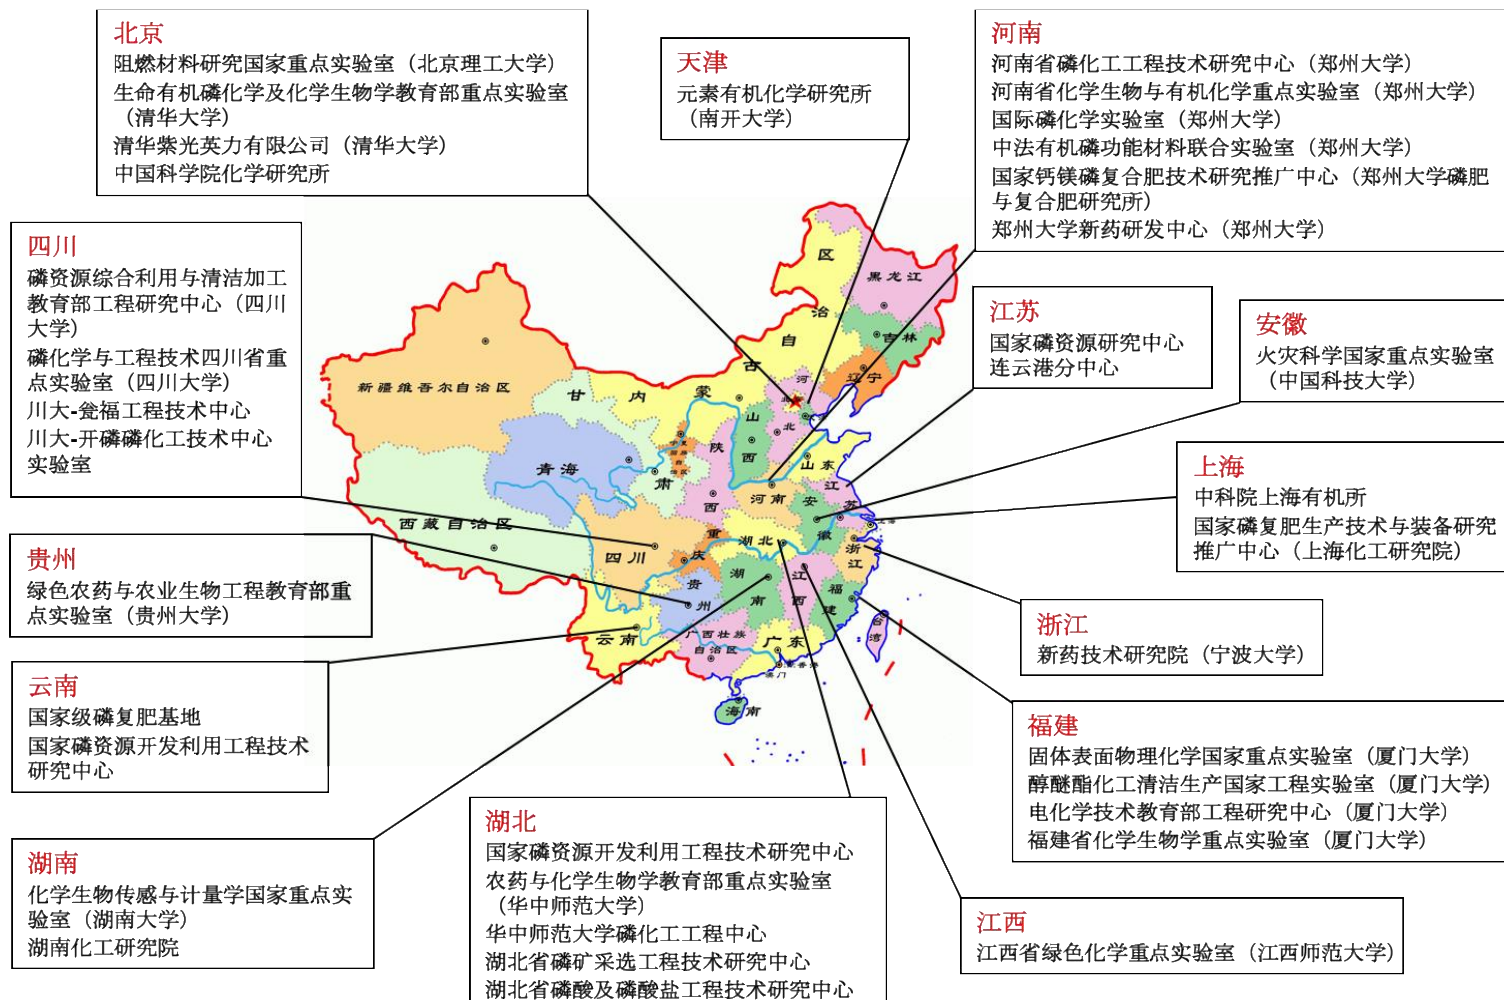 北京
阻燃材料研究国家重点实验室（北京理工大学）
生命有机磷化学及化学生物学教育部重点实验室
（清华大学）
清华紫光英力有限公司（清华大学）
中国科学院化学研究所
天津
元素有机化学研究所
（南开大学）
河南
河南省磷化工工程技术研究中心（郑州大学）
河南省化学生物与有机化学重点实验室（郑州大学）
国际磷化学实验室（郑州大学）
中法有机磷功能材料联合实验室（郑州大学）
国家钙镁磷复合肥技术研究推广中心（郑州大学磷肥
与复合肥研究所）
郑州大学新药研发中心（郑州大学）
四川
磷资源综合利用与清洁加工
教育部工程研究中心（四川
大学）
磷化学与工程技术四川省重
点实验室（四川大学）
川大-瓮福工程技术中心
川大-开磷磷化工技术中心
实验室
江苏
国家磷资源研究中心
连云港分中心
安徽
火灾科学国家重点实验室
（中国科技大学）
上海
中科院上海有机所
国家磷复肥生产技术与装备研究
推广中心（上海化工研究院）
贵州
绿色农药与农业生物工程教育部重
点实验室（贵州大学）
浙江
新药技术研究院（宁波大学）
云南
国家级磷复肥基地
国家磷资源开发利用工程技术
研究中心
福建
固体表面物理化学国家重点实验室（厦门大学）
醇醚酯化工清洁生产国家工程实验室（厦门大学）
电化学技术教育部工程研究中心（厦门大学）
福建省化学生物学重点实验室（厦门大学）
湖南
化学生物传感与计量学国家重点实
验室（湖南大学）
湖南化工研究院
湖北
国家磷资源开发利用工程技术研究中心
农药与化学生物学教育部重点实验室
（华中师范大学）
华中师范大学磷化工工程中心
湖北省磷矿采选工程技术研究中心
湖北省磷酸及磷酸盐工程技术研究中心
江西
江西省绿色化学重点实验室（江西师范大学）
黑龙江
吉林
辽宁
内蒙古自治区
新疆维吾尔自治区
甘肃
青海
西藏自治区
河北
山西
陕西
山东
河南
江苏
安徽
四川
重庆
湖北
浙江
贵州
湖南
江西
福建
云南
广西壮族
自治区
广东
香港
澳门
海南
台湾